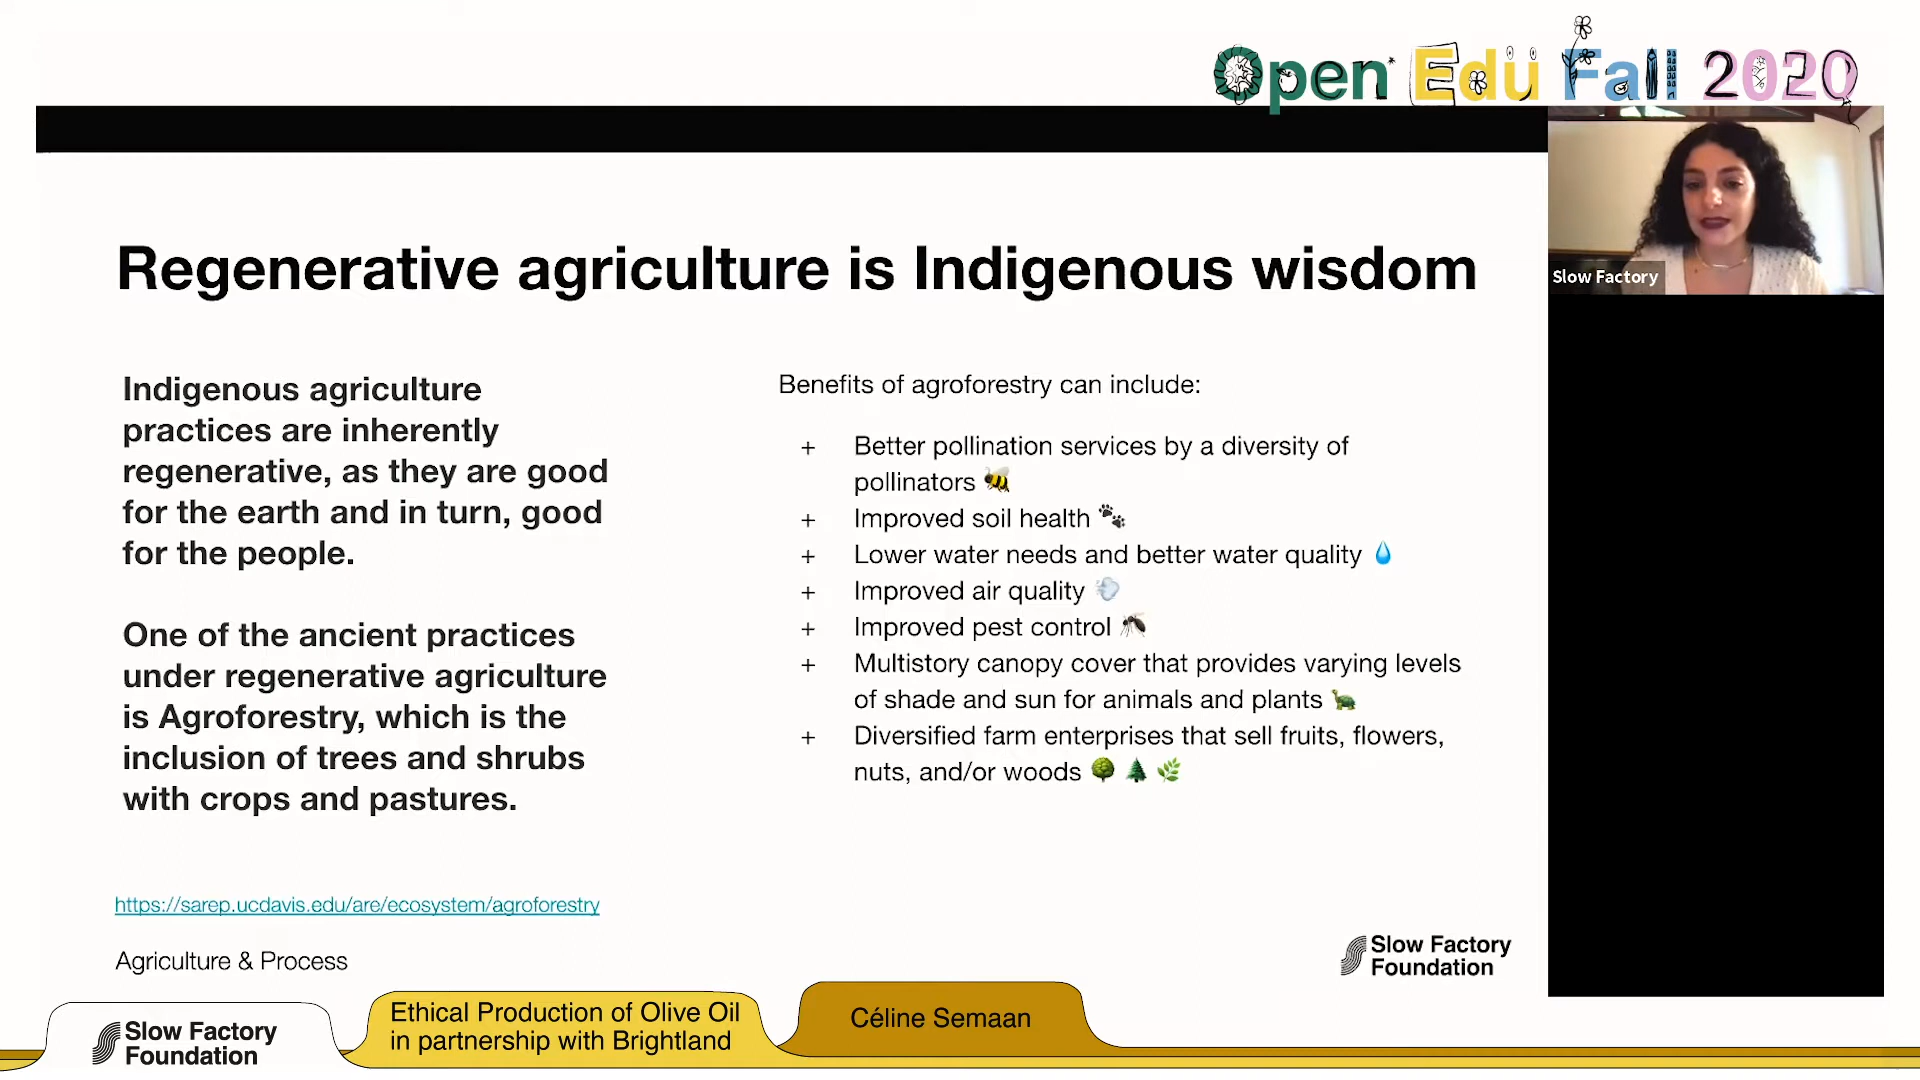 Open Edu Fall 2020
Slow Factory
Regenerative agriculture is Indigenous wisdom
Indigenous agriculture
practices are inherently
regenerative, as they are good
for the earth and in turn, good
for the people.
One of the ancient practices
under regenerative agriculture
is Agroforestry, which is the
inclusion of trees and shrubs
with crops and pastures.
Benefits of agroforestry can include:
+ Better pollination services by a diversity of
pollinators 🐝
+ Improved soil health 🐾
+ Lower water needs and better water quality 💧
+ Improved air quality 💨
+ Improved pest control 🦟
+ Multistory canopy cover that provides varying levels
of shade and sun for animals and plants 🐢
+ Diversified farm enterprises that sell fruits, flowers,
nuts, and/or woods 🌳 🌲 🌿
https://sarep.ucdavis.edu/are/ecosystem/agroforestry
Agriculture & Process
Slow Factory
Foundation
Slow Factory
Foundation
Ethical Production of Olive Oil
in partnership with Brightland
Céline Semaan